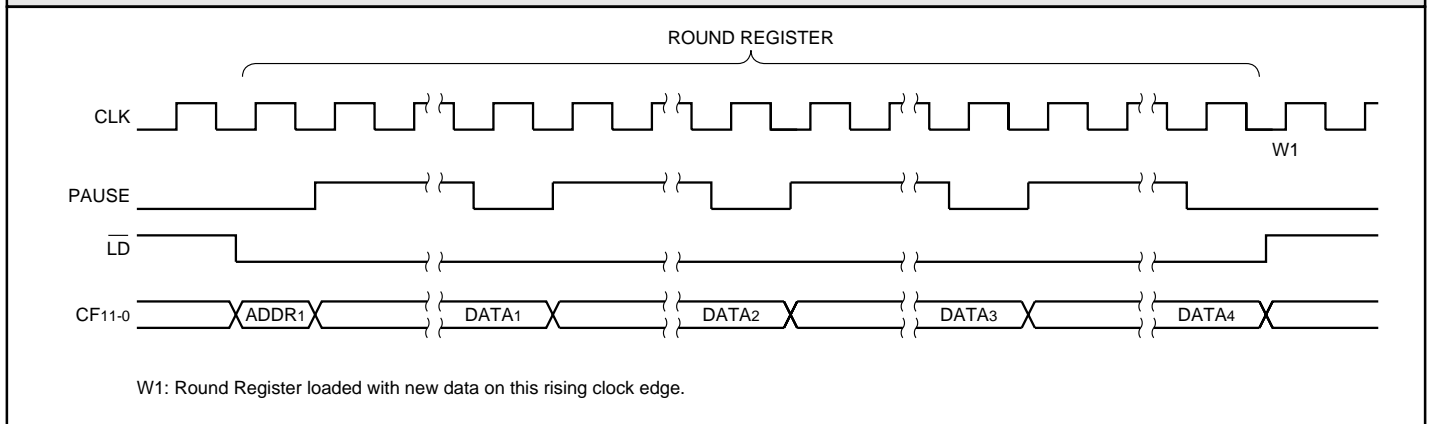 ROUND REGISTER
CLK
W1
PAUSE
LD
CF11-0
ADDR1
DATA1
DATA2
DATA3
DATA4
W1: Round Register loaded with new data on this rising clock edge.